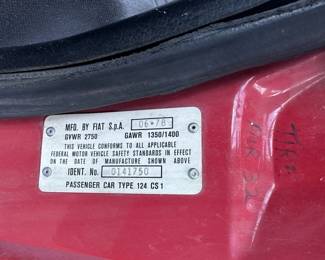 MFD. BY FIAT S.p.A. 06•78
GVWR 2750 GAWR 1350/1400
THIS VEHICLE CONFORMS TO ALL APPLICABLE
FEDERAL MOTOR VEHICLE SAFETY STANDARDS IN EFFECT
ON THE DATE OF MANUFACTURE SHOWN ABOVE
IDENT. No. 0141750
PASSENGER CAR TYPE 124 CS1
TIRE